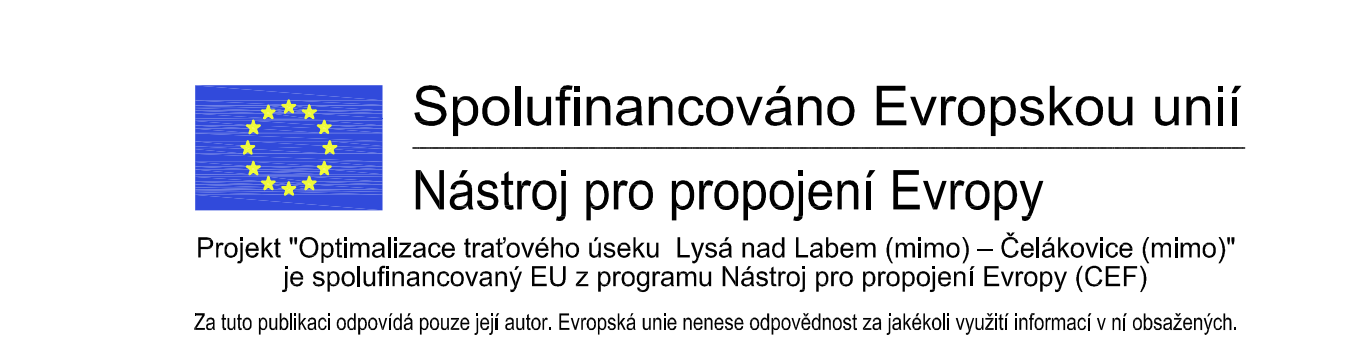 Spolufinancováno Evropskou unií
Nástroj pro propojení Evropy
Projekt "Optimalizace traťového úseku  Lysá nad Labem (mimo) – Čelákovice (mimo)"
je spolufinancovaný EU z programu Nástroj pro propojení Evropy (CEF)
Za tuto publikaci odpovídá pouze její autor. Evropská unie nenese odpovědnost za jakékoli využití informací v ní obsažených.